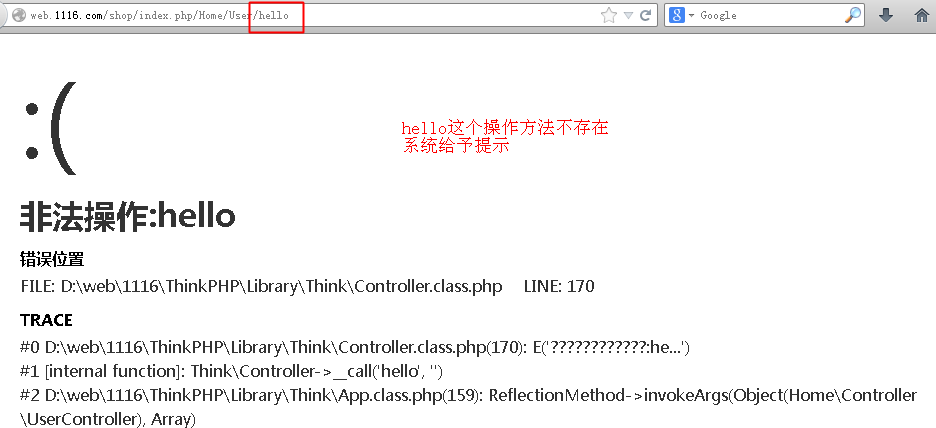 web.1116.com/shop/index.php/Home/User/hello
Google
:(
hello这个操作方法不存在
系统给予提示
非法操作:hello
错误位置
FILE: D:\web\1116\ThinkPHP\Library\Think\Controller.class.php LINE: 170
TRACE
#0 D:\web\1116\ThinkPHP\Library\Think\Controller.class.php(170): E('????????????:he...')
#1 [internal function]: Think\Controller->__call('hello', '')
#2 D:\web\1116\ThinkPHP\Library\Think\App.class.php(159): ReflectionMethod->invokeArgs(Object(Home\Controller
\UserController), Array)